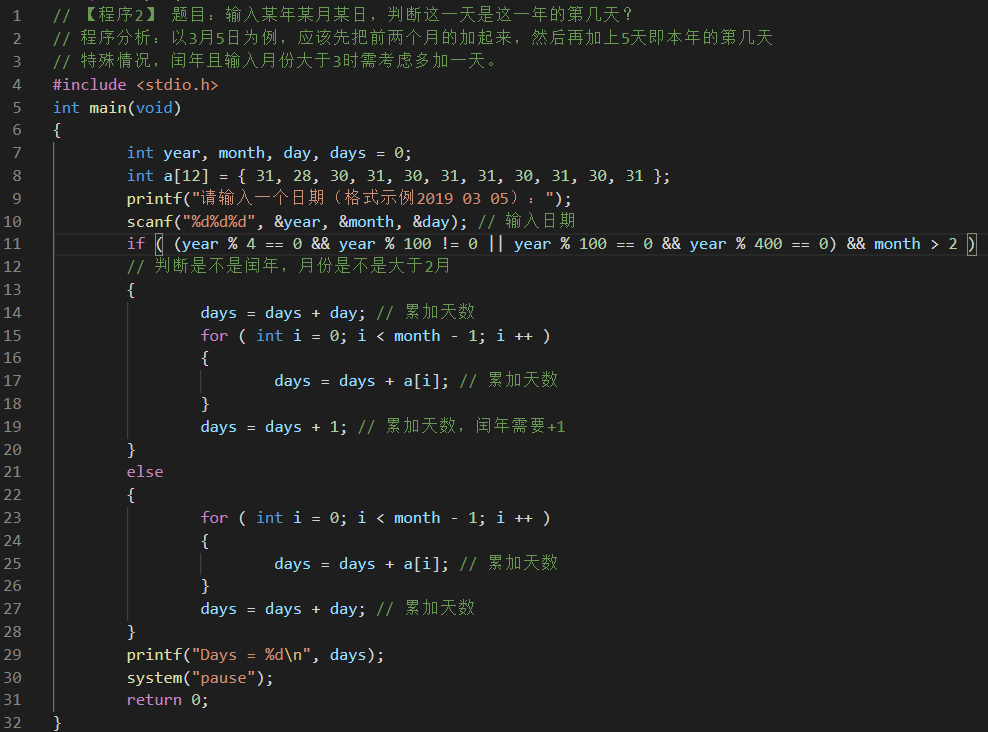 1 // 【程序2】 题目：输入某年某月某日，判断这一天是这一年的第几天？
2 // 程序分析：以3月5日为例，应该先把前两个月的加起来，然后再加上5天即本年的第几天
3 // 特殊情况，闰年且输入月份大于3时需考虑多加一天。
4 #include <stdio.h>
5 int main(void)
6 {
7 int year, month, day, days = 0;
8 int a[12] = { 31, 28, 30, 31, 30, 31, 31, 30, 31, 30, 31 };
9 printf("请输入一个日期（格式示例2019 03 05）：");
10 scanf("%d%d%d", &year, &month, &day); // 输入日期
11 if ( (year % 4 == 0 && year % 100 != 0 || year % 100 == 0 && year % 400 == 0) && month > 2 )
12 // 判断是不是闰年，月份是不是大于2月
13 {
14 days = days + day; // 累加天数
15 for ( int i = 0; i < month - 1; i ++ )
16 {
17 days = days + a[i]; // 累加天数
18 }
19 days = days + 1; // 累加天数，闰年需要+1
20 }
21 else
22 {
23 for ( int i = 0; i < month - 1; i ++ )
24 {
25 days = days + a[i]; // 累加天数
26 }
27 days = days + day; // 累加天数
28 }
29 printf("Days = %d\n", days);
30 system("pause");
31 return 0;
32 }